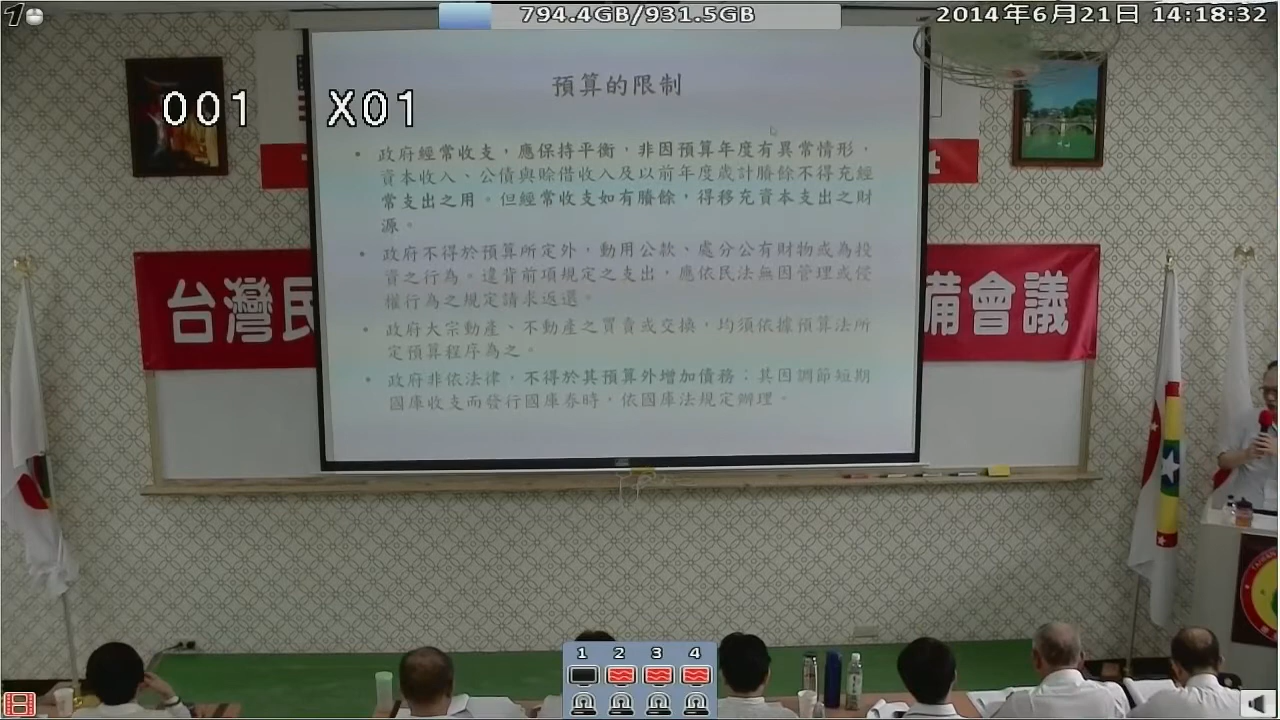 794.4GB/931.5GB
2014年6月21日 14:18:32
001 X01
預算的限制
• 政府經常收支，應保持平衡，非因預算年度有異常情形，
資本收入、公債與賒借收入及以前年度歲計賸餘不得充經
常支出之用。但經常收支如有賸餘，得移充資本支出之財
源。
• 政府不得於預算所定外，動用公款、處分公有財物或為投
資之行為。違背前項規定之支出，應依民法無因管理或侵
權行為之規定請求返還。
• 政府大宗動產、不動產之買賣或交換，均須依據預算法所
定預算程序為之。
• 政府非依法律，不得於其預算外增加債務；其因調節短期
國庫收支而發行國庫券時，依國庫法規定辦理。
t
台灣民
備會議
1 2 3 4